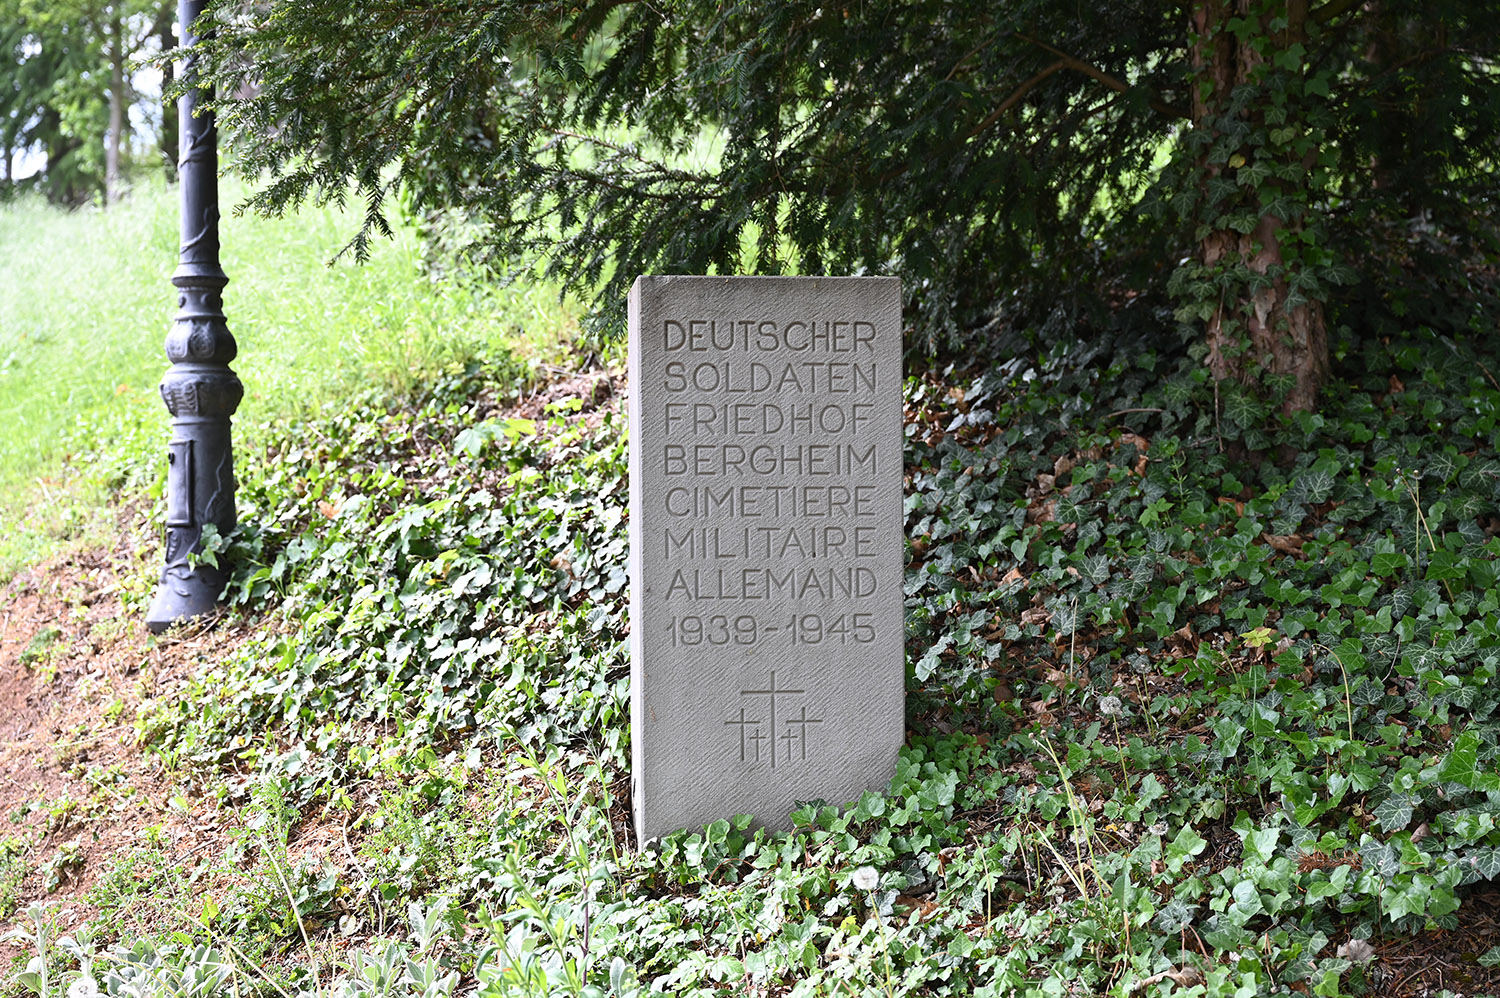 DEUTSCHER
SOLDATEN
FRIEDHOF
BERGHEIM
CIMETIERE
MILITAIRE
ALLEMAND
1939-1945